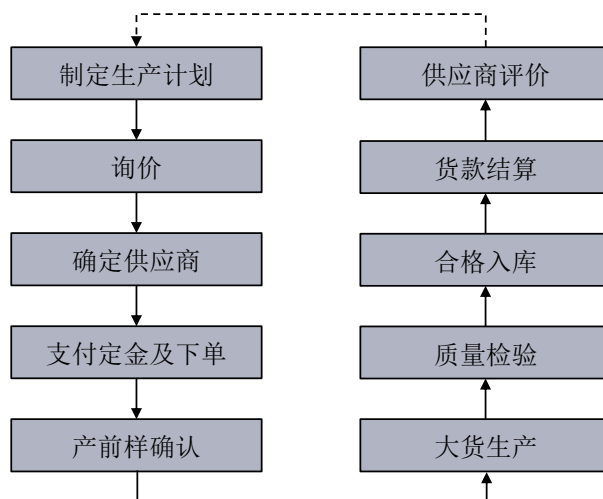 制定生产计划
询价
确定供应商
支付定金及下单
产前样确认
大货生产
质量检验
合格入库
货款结算
供应商评价